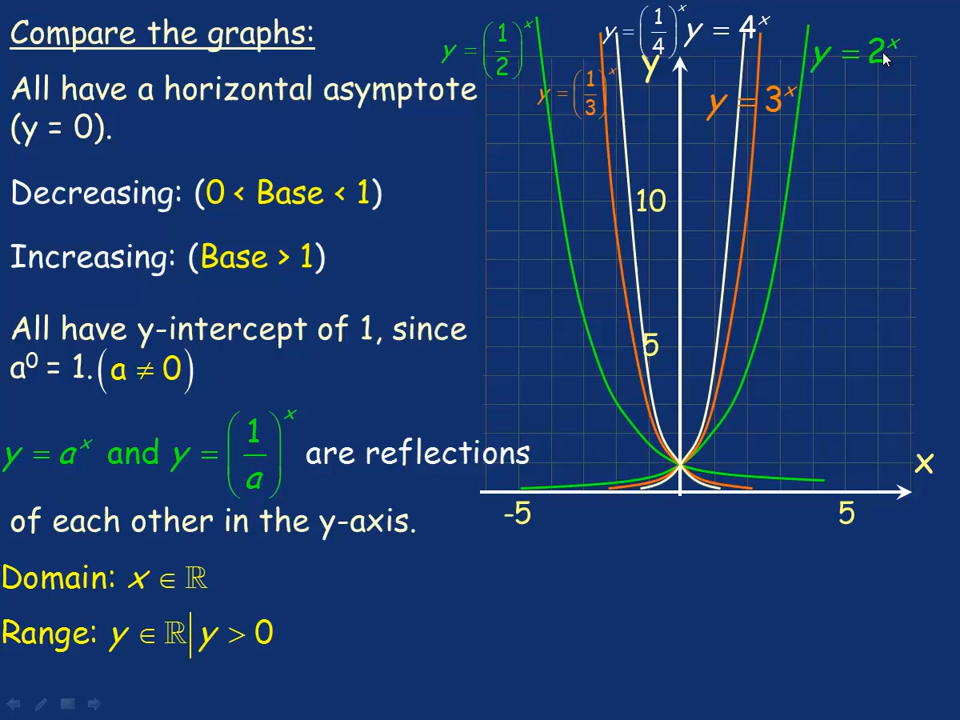 Compare the graphs:
All have a horizontal asymptote
(y = 0).
Decreasing: (0 < Base < 1)
Increasing: (Base > 1)
All have y-intercept of 1, since
a⁰ = 1. (a ≠ 0)
y = aˣ and y = (1/a)ˣ are reflections
of each other in the y-axis.
Domain: x ∈ ℝ
Range: y ∈ ℝ | y > 0
y = (1/2)ˣ
y = (1/4)ˣ
y = 4ˣ
y = 2ˣ
y = (1/3)ˣ
y = 3ˣ
y
10
5
x
-5
5